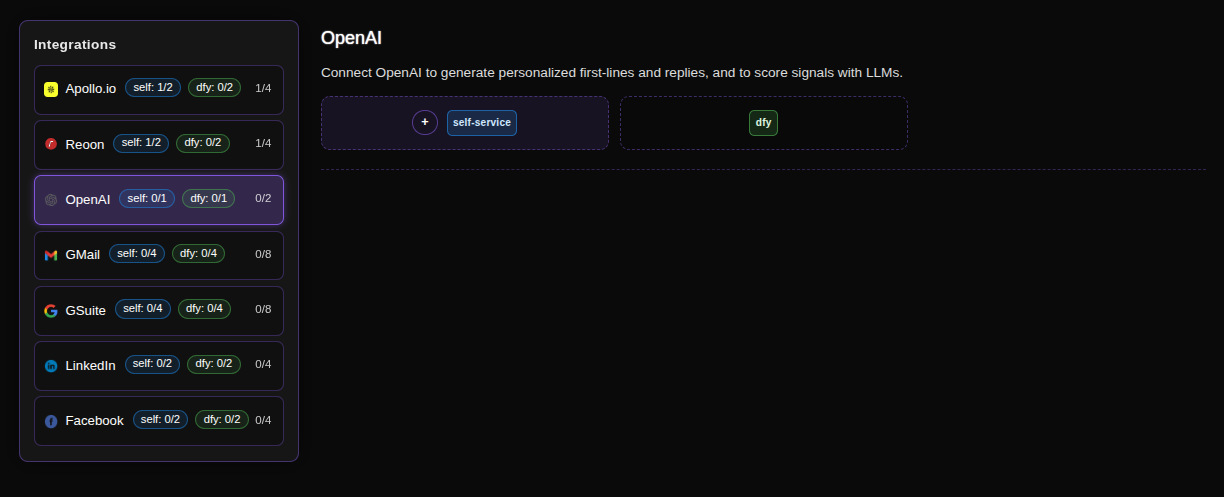 Integrations
Apollo.io self: 1/2 dfy: 0/2 1/4
Reoon self: 1/2 dfy: 0/2 1/4
OpenAI self: 0/1 dfy: 0/1 0/2
GMail self: 0/4 dfy: 0/4 0/8
GSuite self: 0/4 dfy: 0/4 0/8
LinkedIn self: 0/2 dfy: 0/2 0/4
Facebook self: 0/2 dfy: 0/2 0/4
OpenAI
Connect OpenAI to generate personalized first-lines and replies, and to score signals with LLMs.
+ self-service
dfy